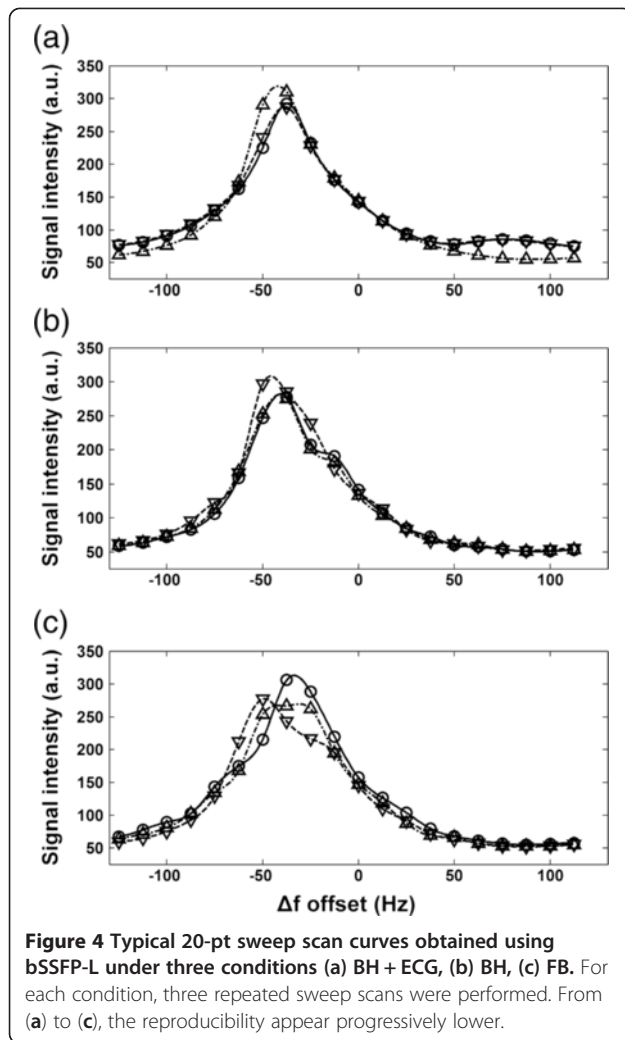 (a)
350
300
250
200
150
100
50
Signal intensity (a.u.)
-100 -50 0 50 100
(b)
350
300
250
200
150
100
50
Signal intensity (a.u.)
-100 -50 0 50 100
(c)
350
300
250
200
150
100
50
Signal intensity (a.u.)
-100 -50 0 50 100
Δf offset (Hz)
Figure 4 Typical 20-pt sweep scan curves obtained using
bSSFP-L under three conditions (a) BH + ECG, (b) BH, (c) FB. For
each condition, three repeated sweep scans were performed. From
(a) to (c), the reproducibility appear progressively lower.